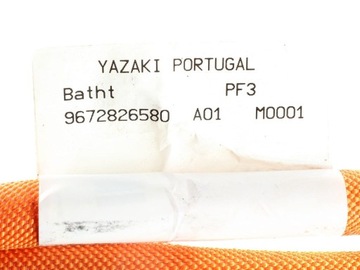 YAZAKI PORTUGAL
Batht PF3
9672826580 A01 M0001